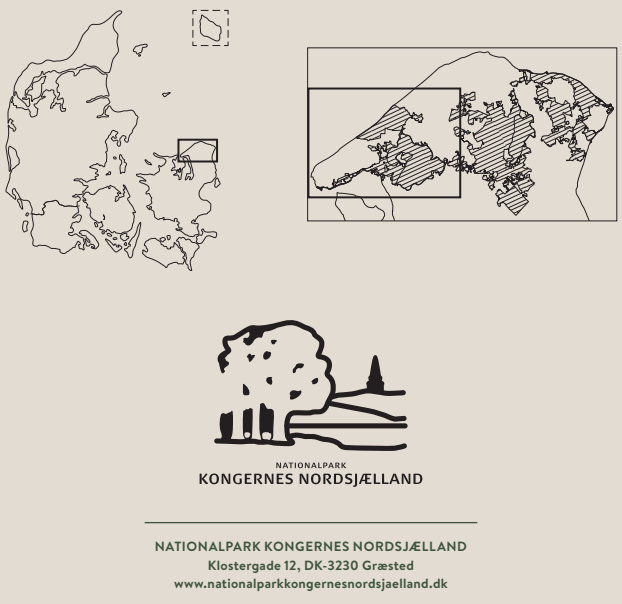 NATIONALPARK
KONGERNES NORDSJÆLLAND
NATIONALPARK KONGERNES NORDSJÆLLAND
Klostergade 12, DK-3230 Græsted
www.nationalparkkongernesnordsjaelland.dk